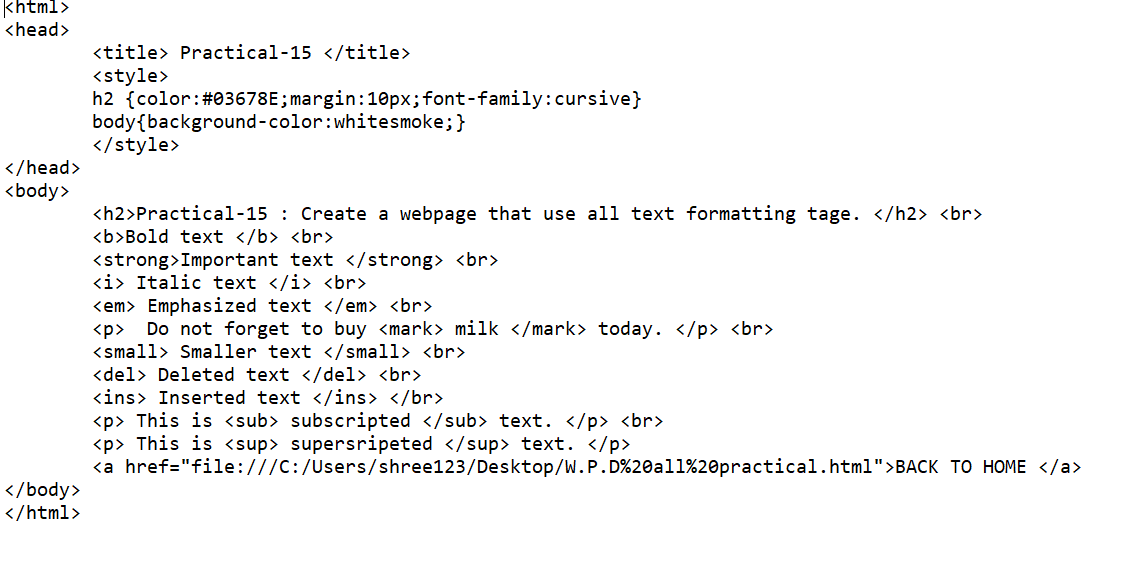 <html>
<head>
        <title> Practical-15 </title>
        <style>
        h2 {color:#03678E;margin:10px;font-family:cursive}
        body{background-color:whitesmoke;}
        </style>
</head>
<body>
        <h2>Practical-15 : Create a webpage that use all text formatting tage. </h2> <br>
        <b>Bold text </b> <br>
        <strong>Important text </strong> <br>
        <i> Italic text </i> <br>
        <em> Emphasized text </em> <br>
        <p>  Do not forget to buy <mark> milk </mark> today. </p> <br>
        <small> Smaller text </small> <br>
        <del> Deleted text </del> <br>
        <ins> Inserted text </ins> </br>
        <p> This is <sub> subscripted </sub> text. </p> <br>
        <p> This is <sup> supersripeted </sup> text. </p>
        <a href="file:///C:/Users/shree123/Desktop/W.P.D%20all%20practical.html">BACK TO HOME </a>
</body>
</html>